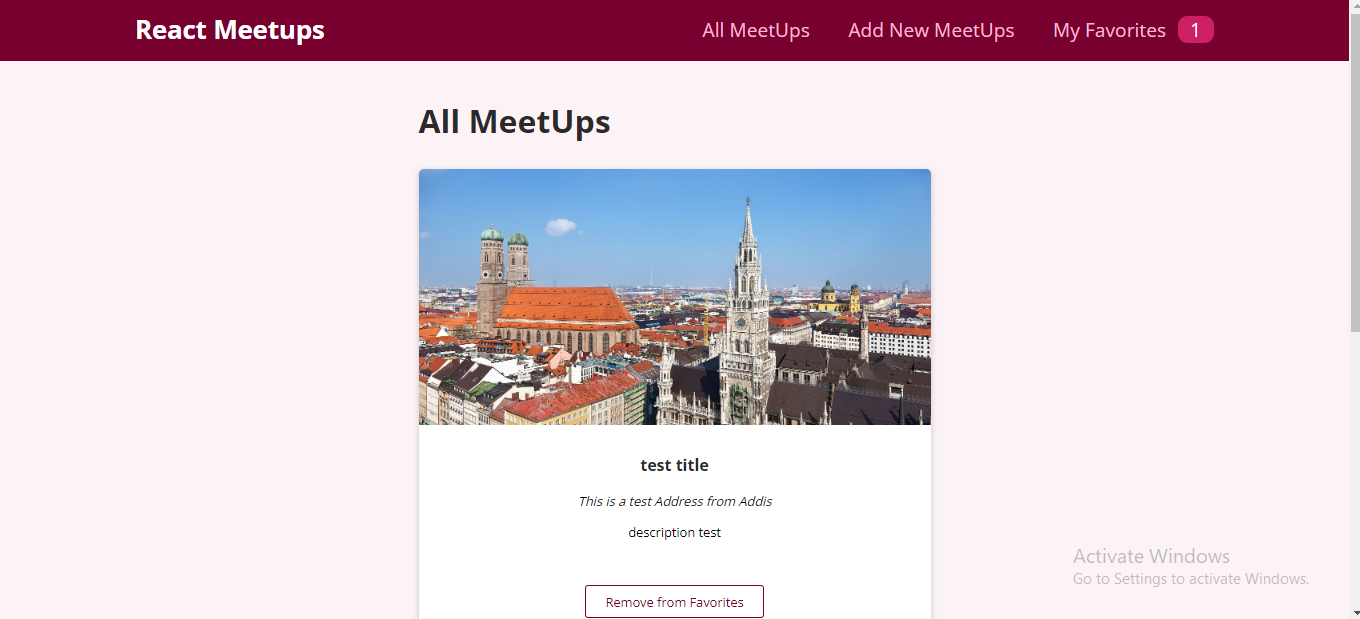 React Meetups
All MeetUps
Add New MeetUps
My Favorites 1
All MeetUps
test title
This is a test Address from Addis
description test
Remove from Favorites
Activate Windows
Go to Settings to activate Windows.